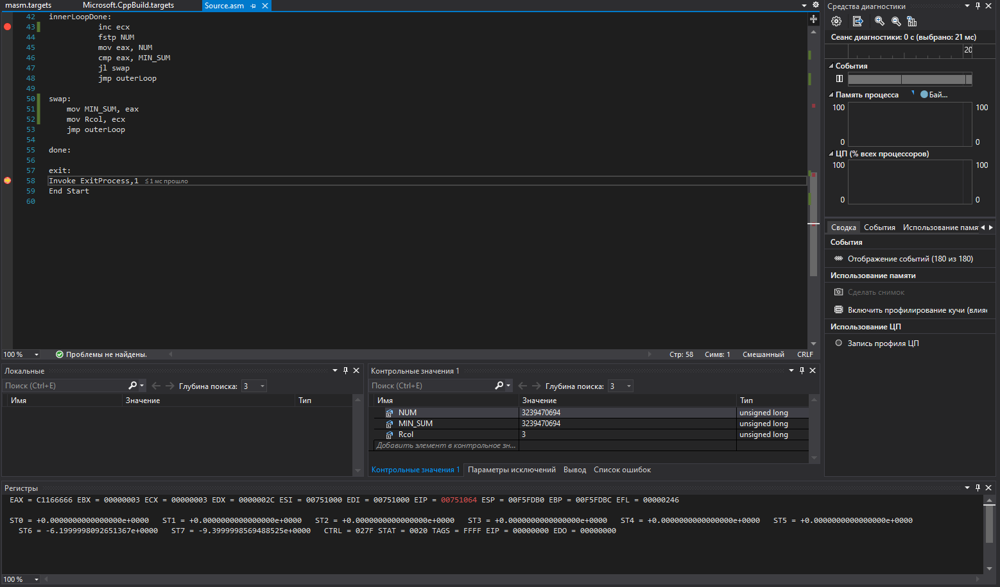 masm.targets
Microsoft.CppBuild.targets
Source.asm
42 innerLoopDone:
43 inc ecx
44 fstp NUM
45 mov eax, NUM
46 cmp eax, MIN_SUM
47 jl swap
48 jmp outerLoop
49
50 swap:
51 mov MIN_SUM, eax
52 mov Rcol, ecx
53 jmp outerLoop
54
55 done:
56
57 exit:
58 Invoke ExitProcess,1 ≤1 мс прошло
59 End Start
60
100 %
Проблемы не найдены.
Стр: 58 Симв: 1 Смешанный CRLF
Средства диагностики
Сеанс диагностики: 0 с (выбрано: 21 мс)
20
События
Память процесса Бай...
100 100
0 0
ЦП (% всех процессоров)
100 100
0 0
Сводка События Использование памя
События
Отображение событий (180 из 180)
Использование памяти
Сделать снимок
Включить профилирование кучи (влия
Использование ЦП
Запись профиля ЦП
Локальные
Поиск (Ctrl+E) Глубина поиска: 3
Имя Значение Тип
Контрольные значения 1
Поиск (Ctrl+E) Глубина поиска: 3
Имя Значение Тип
NUM 3239470694 unsigned long
MIN_SUM 3239470694 unsigned long
Rcol 3 unsigned long
Добавить элемент в контрольное зн...
Контрольные значения 1 Параметры исключений Вывод Список ошибок
Регистры
EAX = C1166666 EBX = 00000003 ECX = 00000003 EDX = 0000002C ESI = 00751000 EDI = 00751000 EIP = 00751064 ESP = 00F5FDB0 EBP = 00F5FDBC EFL = 00000246
ST0 = +0.0000000000000000e+0000 ST1 = +0.0000000000000000e+0000 ST2 = +0.0000000000000000e+0000 ST3 = +0.0000000000000000e+0000 ST4 = +0.0000000000000000e+0000 ST5 = +0.0000000000000000e+0000
ST6 = -6.1999998092651367e+0000 ST7 = -9.3999998569488525e+0000 CTRL = 027F STAT = 0020 TAGS = FFFF EIP = 00000000 EDO = 00000000
100 %